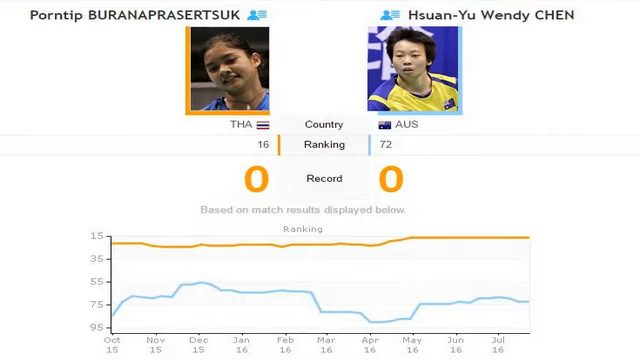 Porntip BURANAPRASERTSUK Hsuan-Yu Wendy CHEN
THA Country AUS
16 Ranking 72
0 Record 0
Based on match results displayed below.
Ranking
15
35
55
75
95
Oct Nov Dec Jan Feb Mar Apr May Jun Jul
15 15 15 16 16 16 16 16 16 16